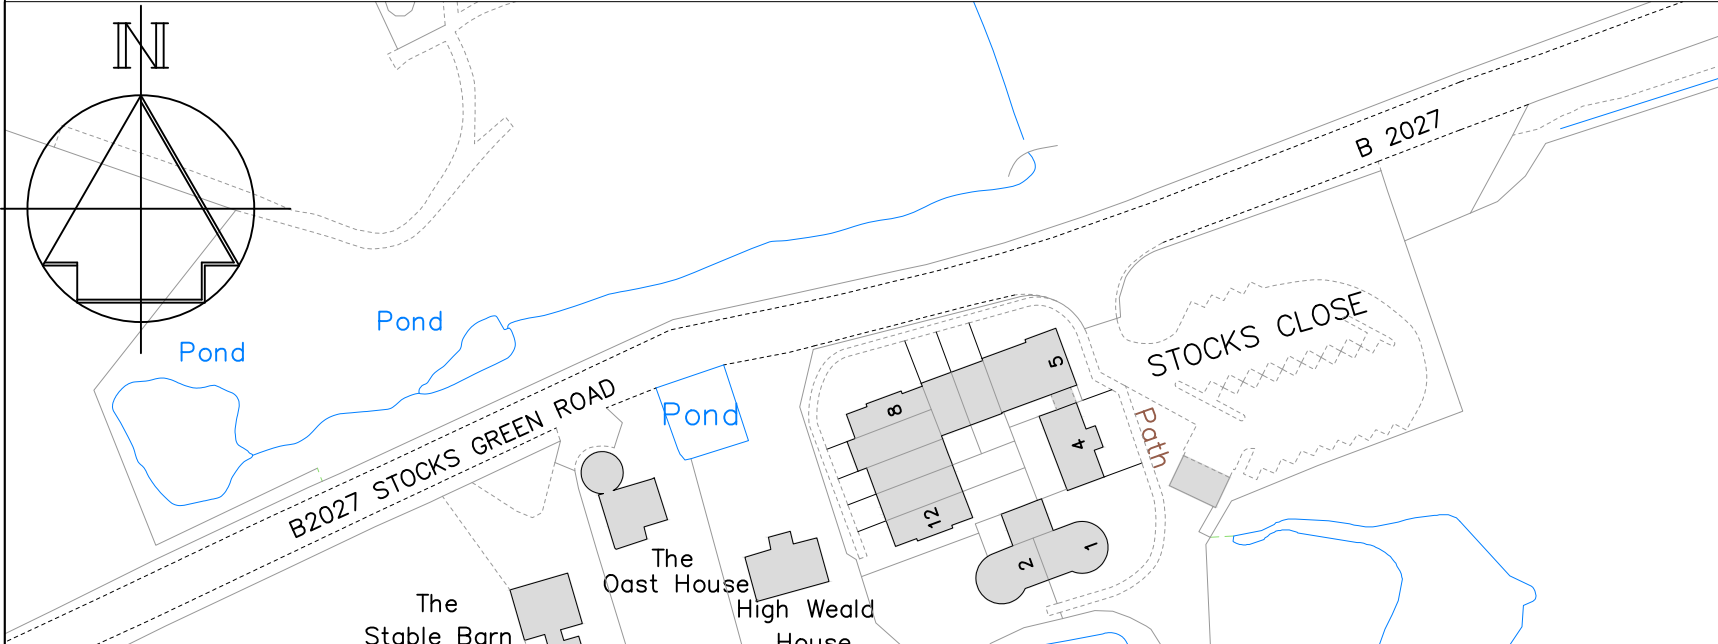 N
B 2027
Pond
Pond
STOCKS CLOSE
5
8
Pond
B2027 STOCKS GREEN ROAD
Path
4
12
1
2
The
Oast House
High Weald
House
The
Stable Barn